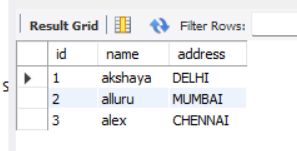 Result Grid Filter Rows:
id name address
1 akshaya DELHI
S
2 alluru MUMBAI
3 alex CHENNAI